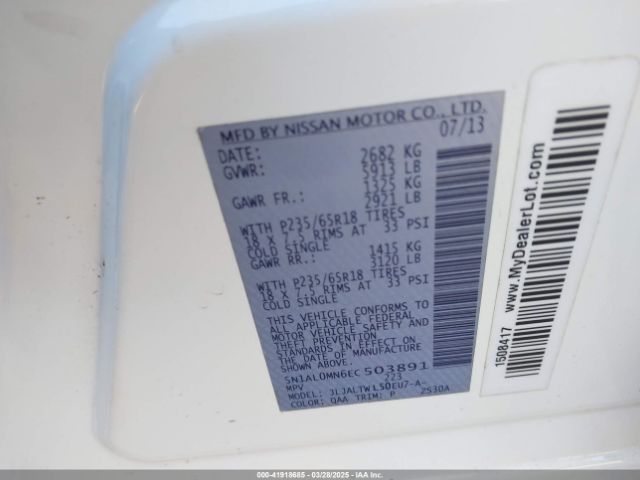 MFD BY NISSAN MOTOR CO., LTD.
DATE: 07/13
GVWR: 2682 KG
5913 LB
GAWR FR.: 1325 KG
2921 LB
WITH P235/65R18 TIRES
18 X 7.5 RIMS AT 33 PSI
COLD SINGLE
GAWR RR.: 1415 KG
3120 LB
WITH P235/65R18 TIRES
18 X 7.5 RIMS AT 33 PSI
COLD SINGLE
THIS VEHICLE CONFORMS TO
ALL APPLICABLE FEDERAL
MOTOR VEHICLE SAFETY AND
THEFT PREVENTION STANDARDS
IN EFFECT ON THE DATE
OF MANUFACTURE SHOWN ABOVE.
5N1AL0MN6EC503891
MPV 223
MODEL: JLJALTWL50EU7-A-
COLOR: QAA TRIM: P 2S30A
1508417 www.MyDealerLot.com
000-41918685 | 03/28/2025 | IAA, Inc.